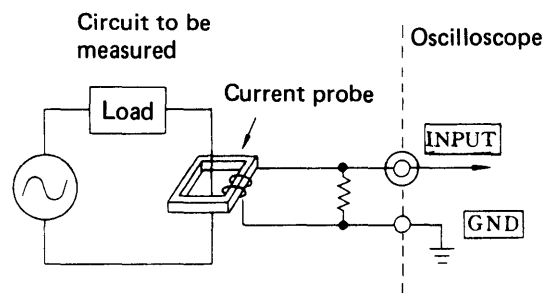 Circuit to be
measured
Oscilloscope
Load
Current probe
INPUT
GND